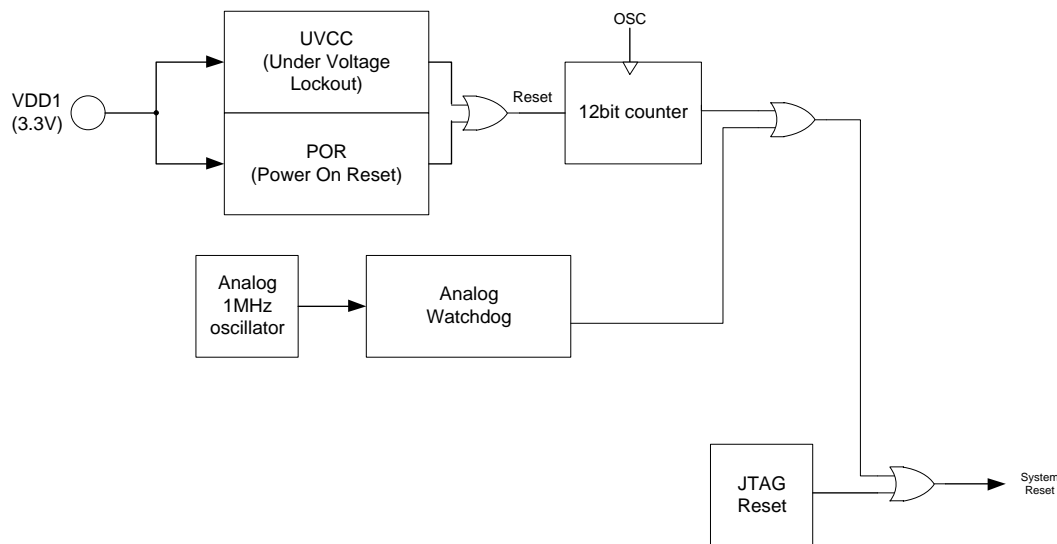 OSC
UVCC
(Under Voltage
Lockout)
VDD1
(3.3V)
Reset
12bit counter
POR
(Power On Reset)
Analog
1MHz
oscillator
Analog
Watchdog
JTAG
Reset
System
Reset